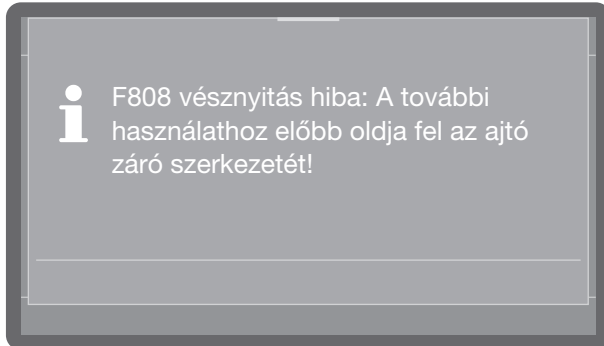 F808 vésznyitás hiba: A további
használathoz előbb oldja fel az ajtó
záró szerkezetét!